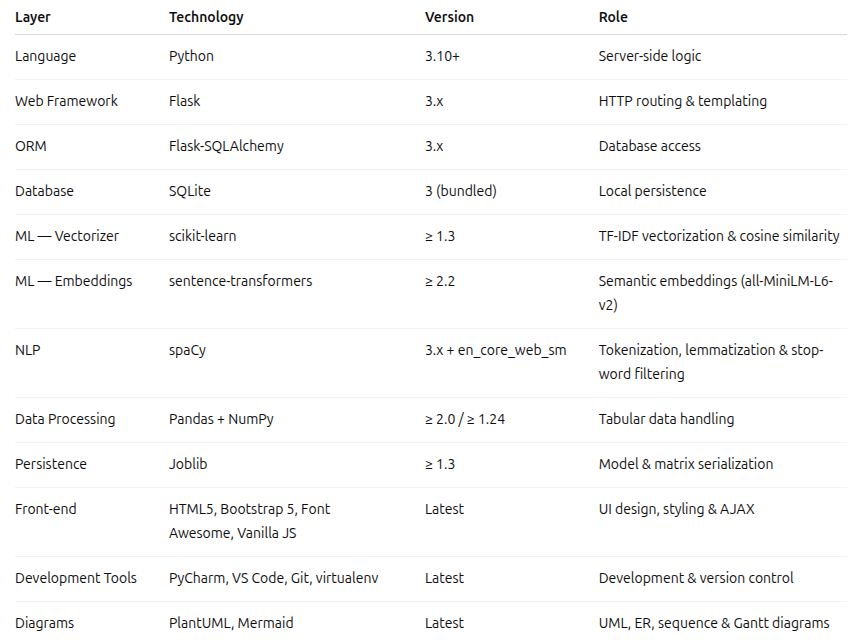 Layer Technology Version Role
Language Python 3.10+ Server-side logic
Web Framework Flask 3.x HTTP routing & templating
ORM Flask-SQLAlchemy 3.x Database access
Database SQLite 3 (bundled) Local persistence
ML — Vectorizer scikit-learn ≥ 1.3 TF-IDF vectorization & cosine similarity
ML — Embeddings sentence-transformers ≥ 2.2 Semantic embeddings (all-MiniLM-L6-
v2)
NLP spaCy 3.x + en_core_web_sm Tokenization, lemmatization & stop-
word filtering
Data Processing Pandas + NumPy ≥ 2.0 / ≥ 1.24 Tabular data handling
Persistence Joblib ≥ 1.3 Model & matrix serialization
Front-end HTML5, Bootstrap 5, Font Latest UI design, styling & AJAX
Awesome, Vanilla JS
Development Tools PyCharm, VS Code, Git, virtualenv Latest Development & version control
Diagrams PlantUML, Mermaid Latest UML, ER, sequence & Gantt diagrams